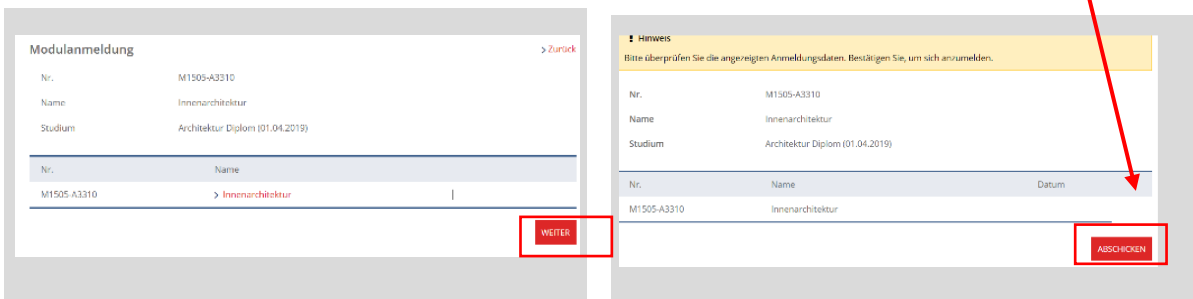 Modulanmeldung > Zurück
Nr. M1505-A3310
Name Innenarchitektur
Studium Architektur Diplom (01.04.2019)
Nr. Name
M1505-A3310 > Innenarchitektur
WEITER
! Hinweis
Bitte überprüfen Sie die angezeigten Anmeldungsdaten. Bestätigen Sie, um sich anzumelden.
Nr. M1505-A3310
Name Innenarchitektur
Studium Architektur Diplom (01.04.2019)
Nr. Name Datum
M1505-A3310 Innenarchitektur
ABSCHICKEN